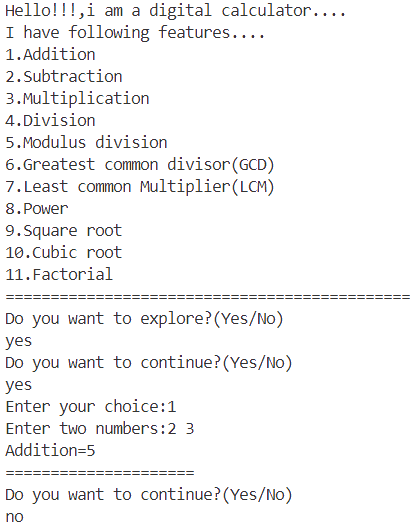 Hello!!!,i am a digital calculator....
I have following features....
1.Addition
2.Subtraction
3.Multiplication
4.Division
5.Modulus division
6.Greatest common divisor(GCD)
7.Least common Multiplier(LCM)
8.Power
9.Square root
10.Cubic root
11.Factorial
=============================================
Do you want to explore?(Yes/No)
yes
Do you want to continue?(Yes/No)
yes
Enter your choice:1
Enter two numbers:2 3
Addition=5
=====================
Do you want to continue?(Yes/No)
no